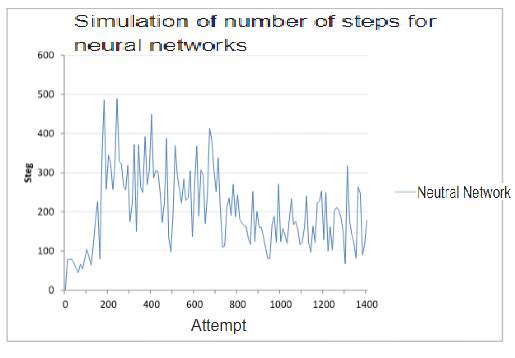 Simulation of number of steps for
neural networks
600
500
400
300
200
100
0
Steg
0 200 400 600 800 1000 1200 1400
Attempt
Neutral Network